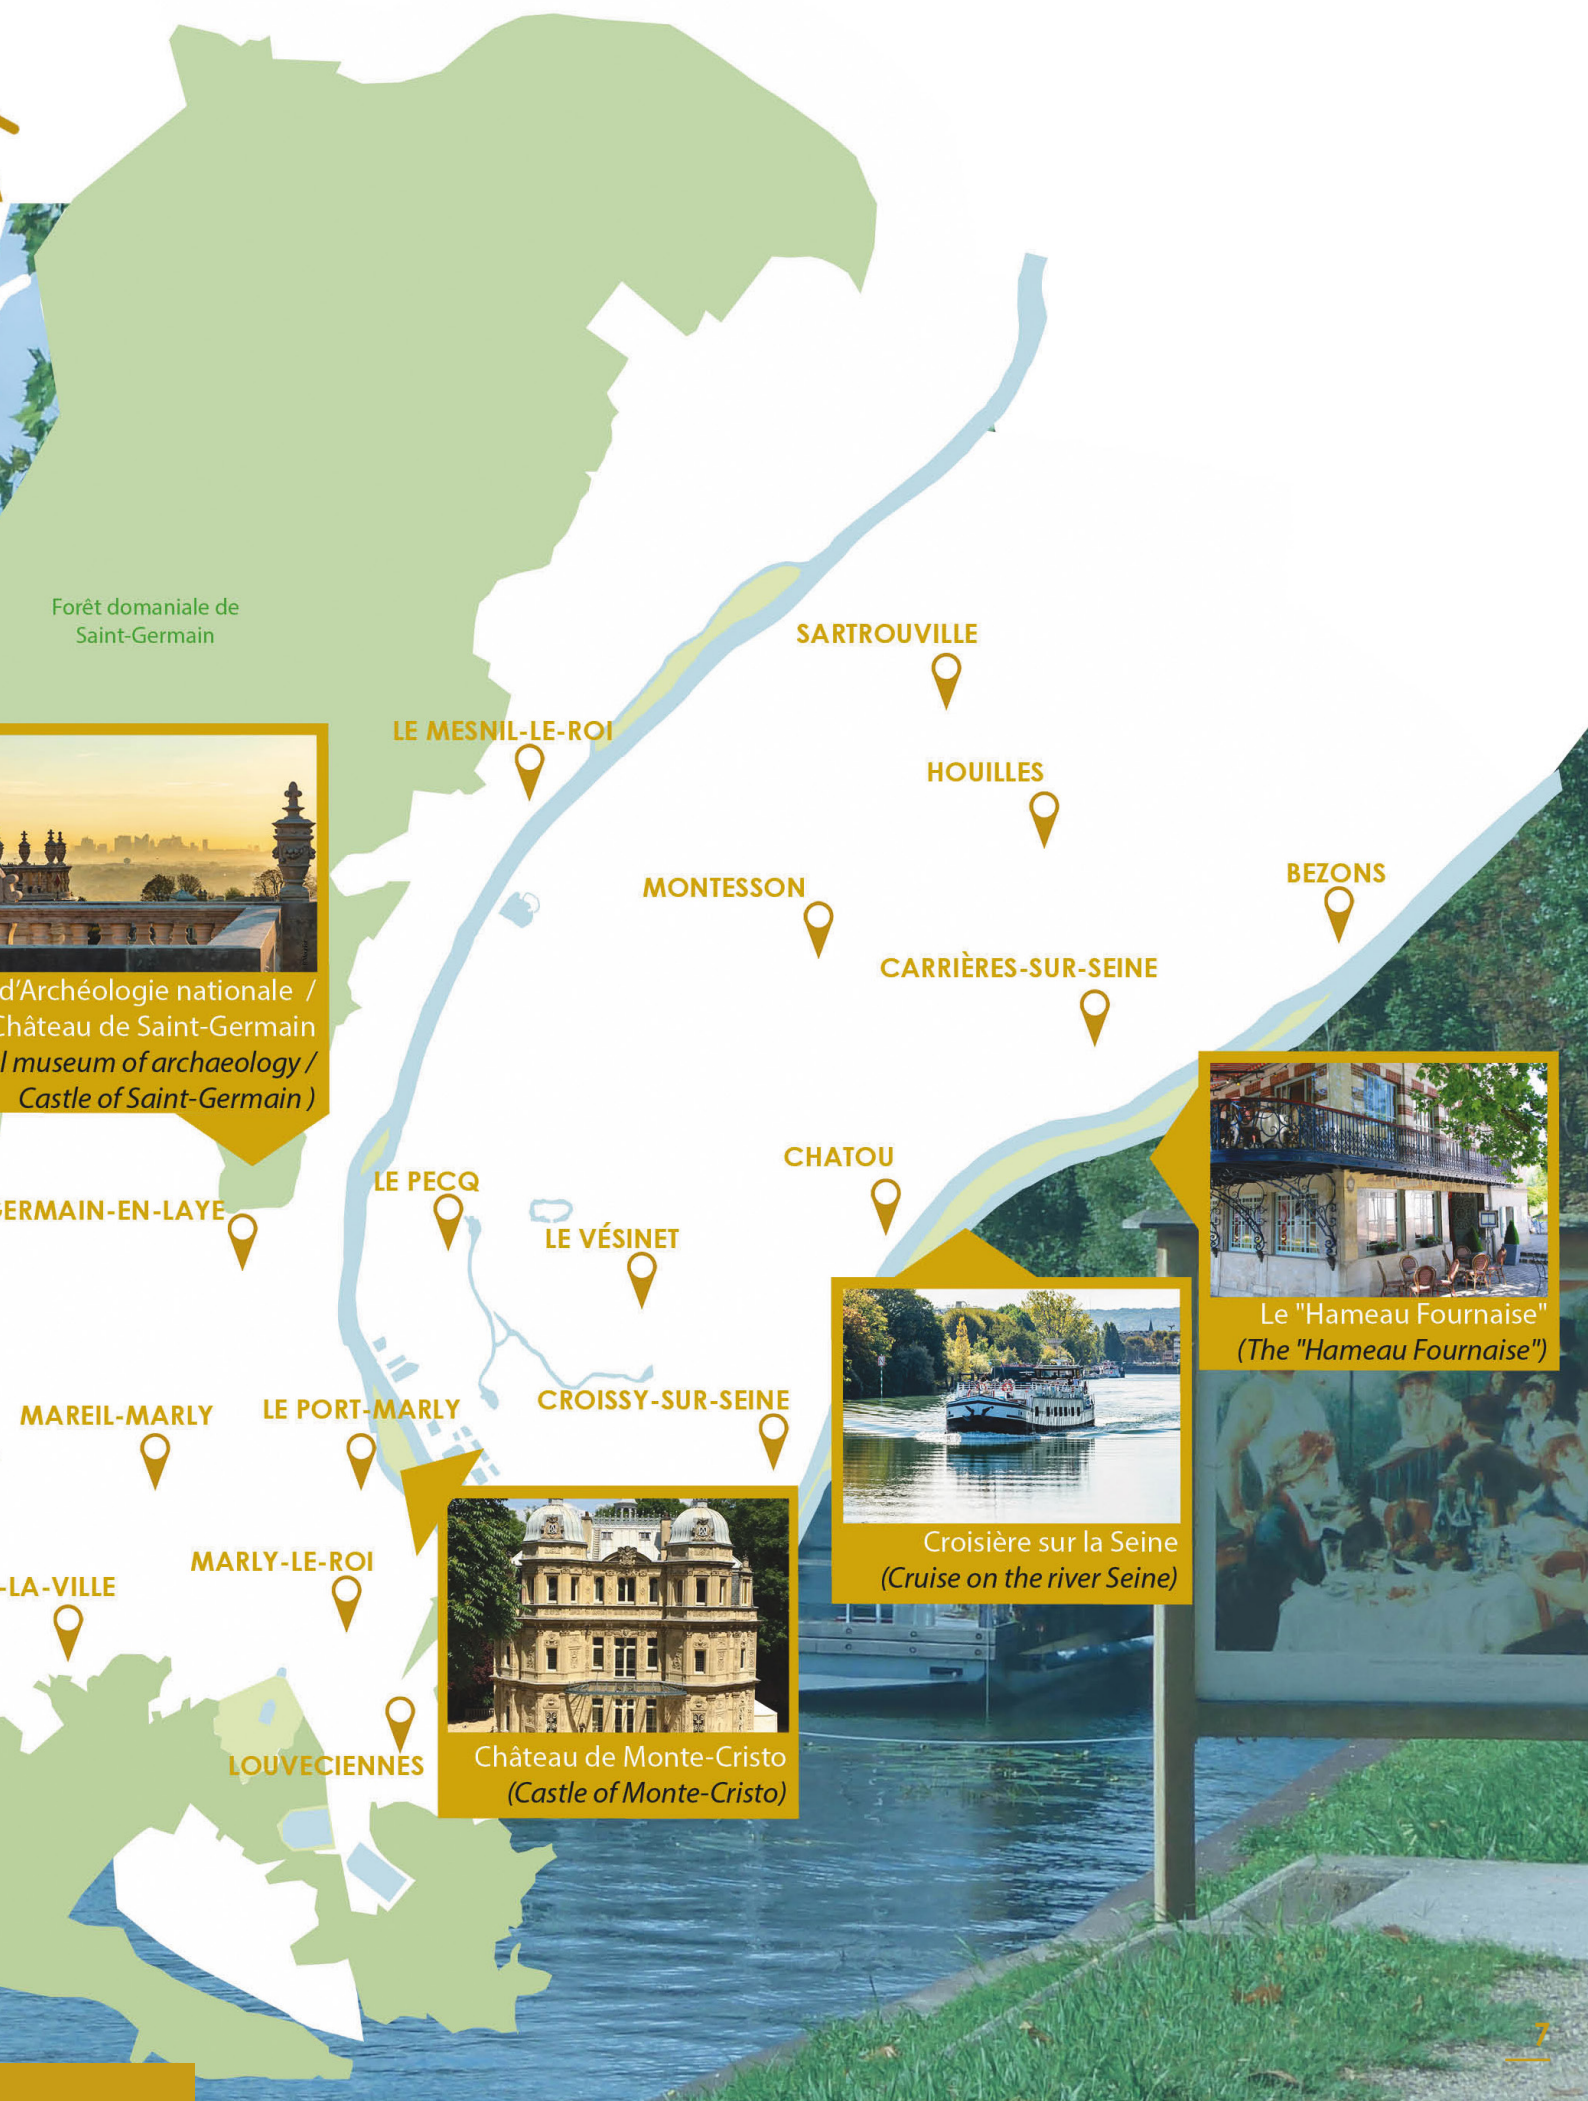 Forêt domaniale de
Saint-Germain
SARTROUVILLE
LE MESNIL-LE-ROI
HOUILLES
BEZONS
MONTESSON
CARRIÈRES-SUR-SEINE
d'Archéologie nationale /
Château de Saint-Germain
l museum of archaeology /
Castle of Saint-Germain )
CHATOU
LE PECQ
ERMAIN-EN-LAYE
LE VÉSINET
Le "Hameau Fournaise"
(The "Hameau Fournaise")
CROISSY-SUR-SEINE
LE PORT-MARLY
MAREIL-MARLY
Croisière sur la Seine
(Cruise on the river Seine)
MARLY-LE-ROI
-LA-VILLE
LOUVECIENNES
Château de Monte-Cristo
(Castle of Monte-Cristo)
7